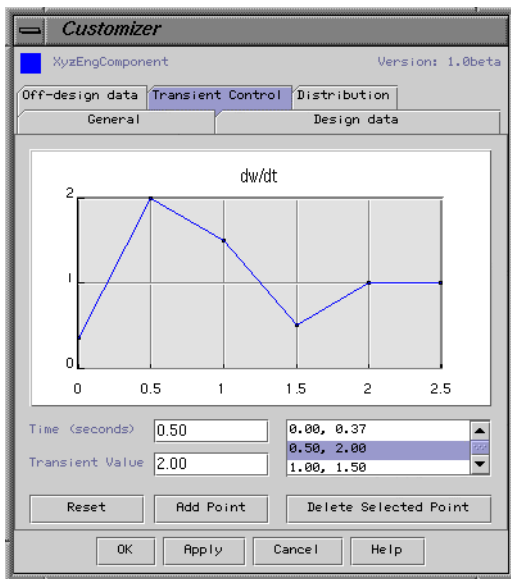 Customizer
XyzEngComponent Version: 1.0beta
Off-design data Transient Control Distribution
General Design data
dw/dt
2
1
0
0 0.5 1 1.5 2 2.5
Time (seconds) 0.50
Transient Value 2.00
0.00, 0.37
0.50, 2.00
1.00, 1.50
Reset Add Point Delete Selected Point
OK Apply Cancel Help